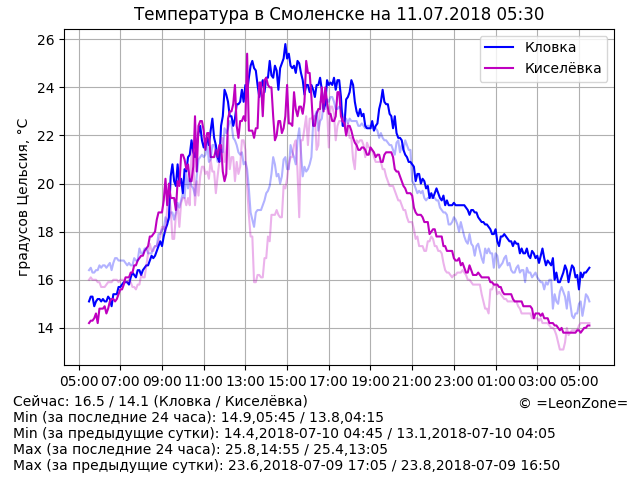 Температура в Смоленске на 11.07.2018 05:30
26
24
22
20
18
16
14
градусов Цельсия, °C
Кловка
Киселёвка
05:00 07:00 09:00 11:00 13:00 15:00 17:00 19:00 21:00 23:00 01:00 03:00 05:00
Сейчас: 16.5 / 14.1 (Кловка / Киселёвка)
© =LeonZone=
Min (за последние 24 часа): 14.9,05:45 / 13.8,04:15
Min (за предыдущие сутки): 14.4,2018-07-10 04:45 / 13.1,2018-07-10 04:05
Max (за последние 24 часа): 25.8,14:55 / 25.4,13:05
Max (за предыдущие сутки): 23.6,2018-07-09 17:05 / 23.8,2018-07-09 16:50